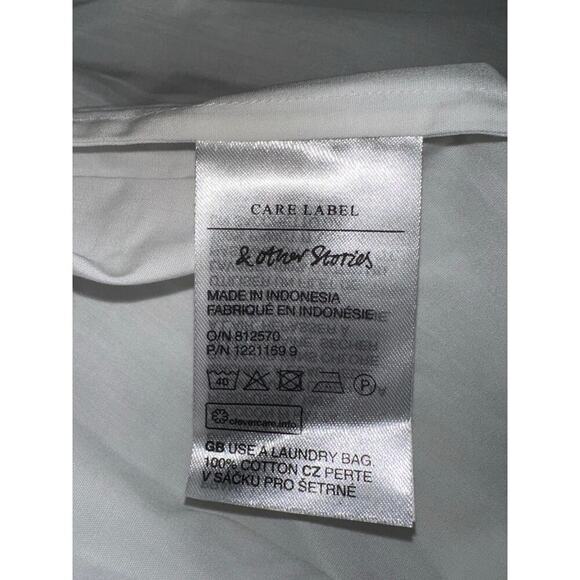 CARE LABEL
& other Stories
MADE IN INDONESIA
FABRIQUÉ EN INDONÉSIE
O/N 812570
P/N 1221159 9
40 P
clevercare.info
GB USE A LAUNDRY BAG
100% COTTON CZ PERTE
V SÁČKU PRO ŠETRNÉ